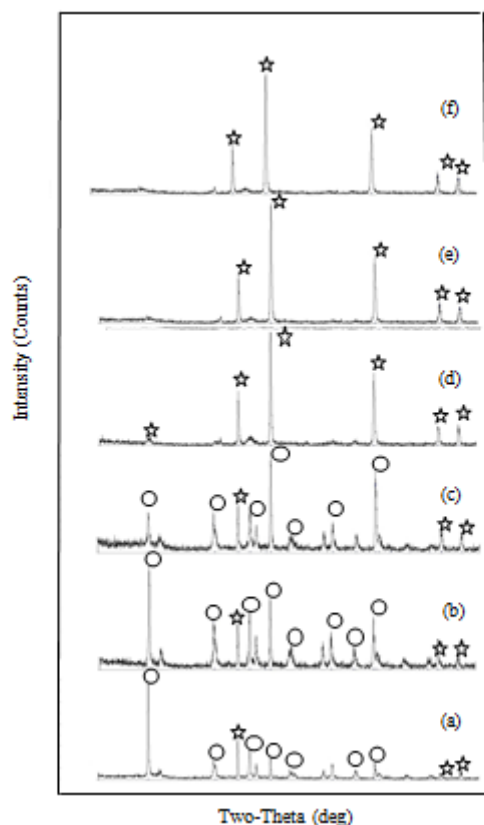 (f)
(e)
(d)
(c)
(b)
(a)
Intensity (Counts)
Two-Theta (deg)